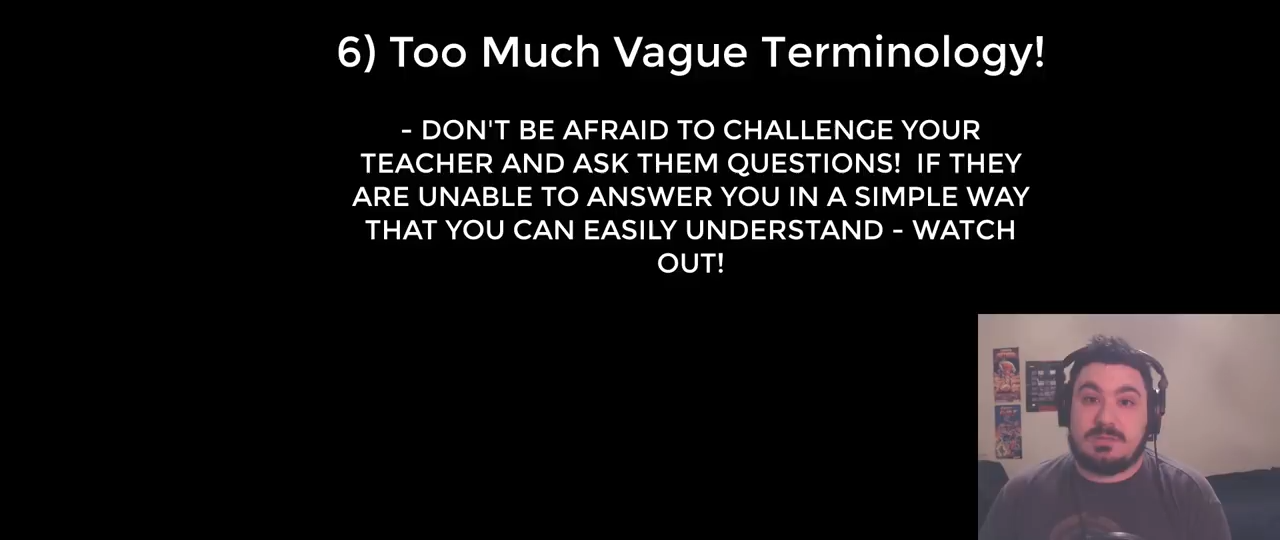 6) Too Much Vague Terminology!
- DON'T BE AFRAID TO CHALLENGE YOUR
TEACHER AND ASK THEM QUESTIONS!  IF THEY
ARE UNABLE TO ANSWER YOU IN A SIMPLE WAY
THAT YOU CAN EASILY UNDERSTAND - WATCH
OUT!